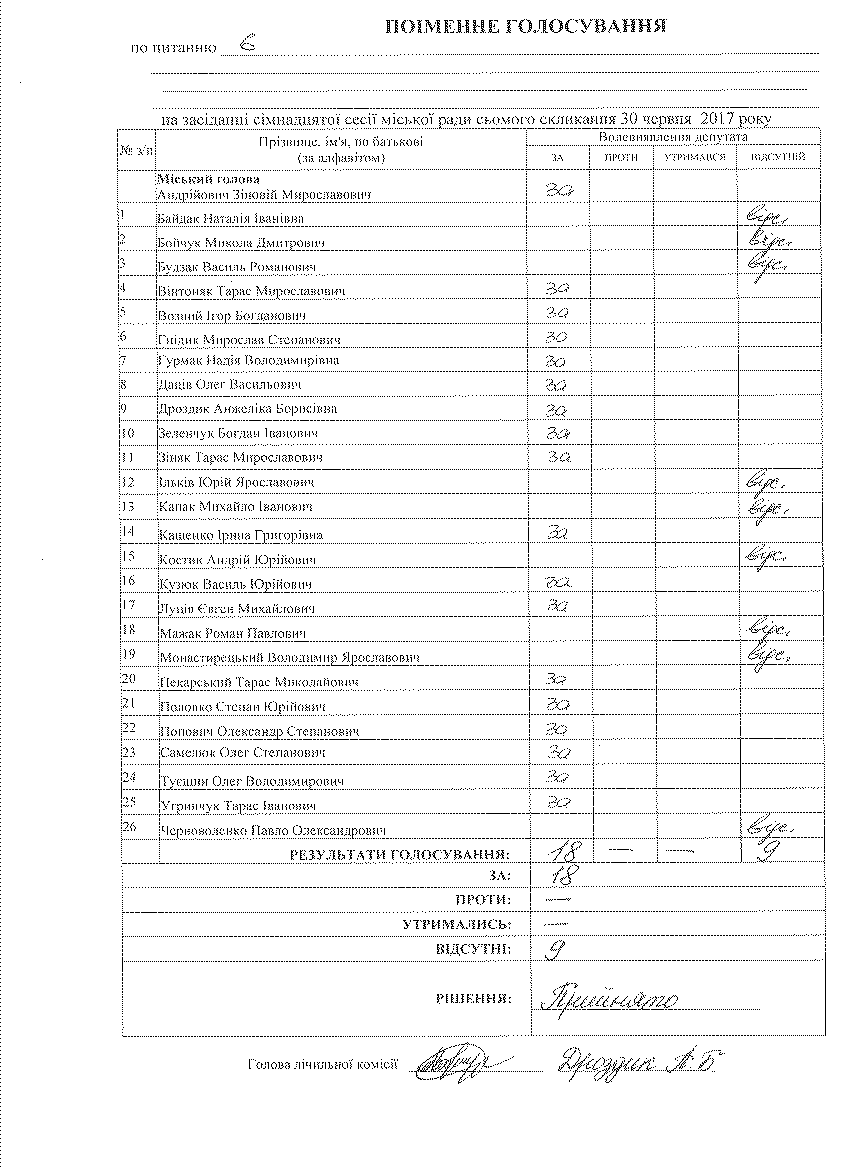 ПОІМЕННЕ ГОЛОСУВАННЯ
по питанню 6
на засіданні сімнадцятої сесії міської ради сьомого скликання 30 червня 2017 року
№ з/п Прізвище, ім'я, по батькові (за алфавітом) Волевиявлення депутата
ЗА ПРОТИ УТРИМАВСЯ ВІДСУТНІЙ
Міський голова
Андрійович Зіновій Мирославович за
1 Байдак Наталія Іванівна відс.
2 Бойчук Микола Дмитрович відс.
3 Будзак Василь Романович відс.
4 Вінтоняк Тарас Мирославович за
5 Возний Ігор Богданович за
6 Гнідик Мирослав Степанович за
7 Гурмак Надія Володимирівна за
8 Даців Олег Васильович за
9 Дроздик Анжеліка Борисівна за
10 Зеленчук Богдан Іванович за
11 Зіняк Тарас Мирославович за
12 Ільків Юрій Ярославович відс.
13 Капак Михайло Іванович відс.
14 Кащенко Ірина Григорівна за
15 Костик Андрій Юрійович відс.
16 Кузюк Василь Юрійович за
17 Луців Євген Михайлович за
18 Мажак Роман Павлович відс.
19 Монастирецький Володимир Ярославович відс.
20 Пекарський Тарас Миколайович за
21 Половко Степан Юрійович за
22 Попович Олександр Степанович за
23 Самелюк Олег Степанович за
24 Туєшин Олег Володимирович за
25 Угринчук Тарас Іванович за
26 Черноволенко Павло Олександрович відс.
РЕЗУЛЬТАТИ ГОЛОСУВАННЯ: 18 — — 9
ЗА: 18
ПРОТИ: —
УТРИМАЛИСЬ: —
ВІДСУТНІ: 9
РІШЕННЯ: Прийнято
Голова лічильної комісії Дроздик А.Б